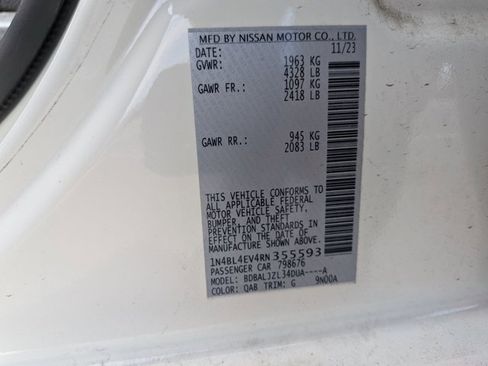 MFD BY NISSAN MOTOR CO., LTD.
DATE: 11/23
GVWR: 1963 KG
4328 LB
GAWR FR.: 1097 KG
2418 LB
GAWR RR.: 945 KG
2083 LB
THIS VEHICLE CONFORMS TO
ALL APPLICABLE FEDERAL
MOTOR VEHICLE SAFETY,
BUMPER, AND THEFT
PREVENTION STANDARDS IN
EFFECT ON THE DATE OF
MANUFACTURE SHOWN ABOVE.
1N4BL4EV4RN355593
PASSENGER CAR 798676
MODEL: BDBALJZL34DUA----A
COLOR: QAB TRIM: G 9N00A